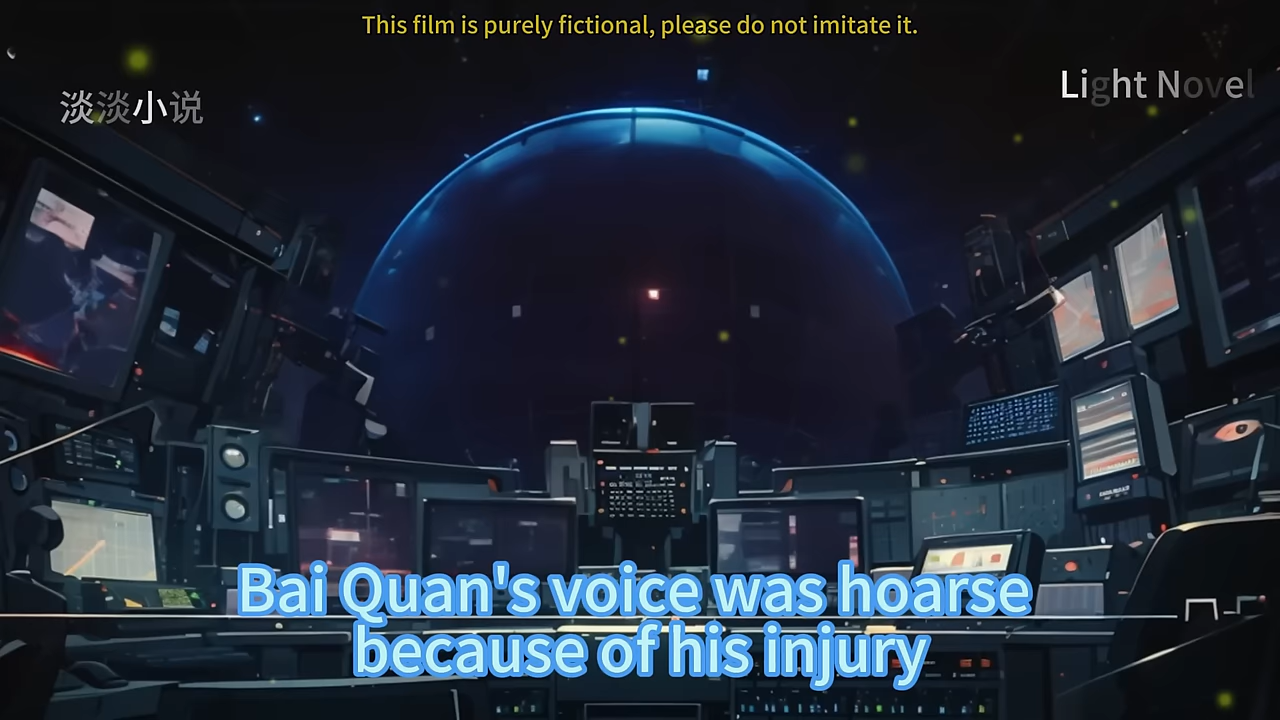 This film is purely fictional, please do not imitate it.
淡淡小说
Light Novel
Bai Quan's voice was hoarse
because of his injury